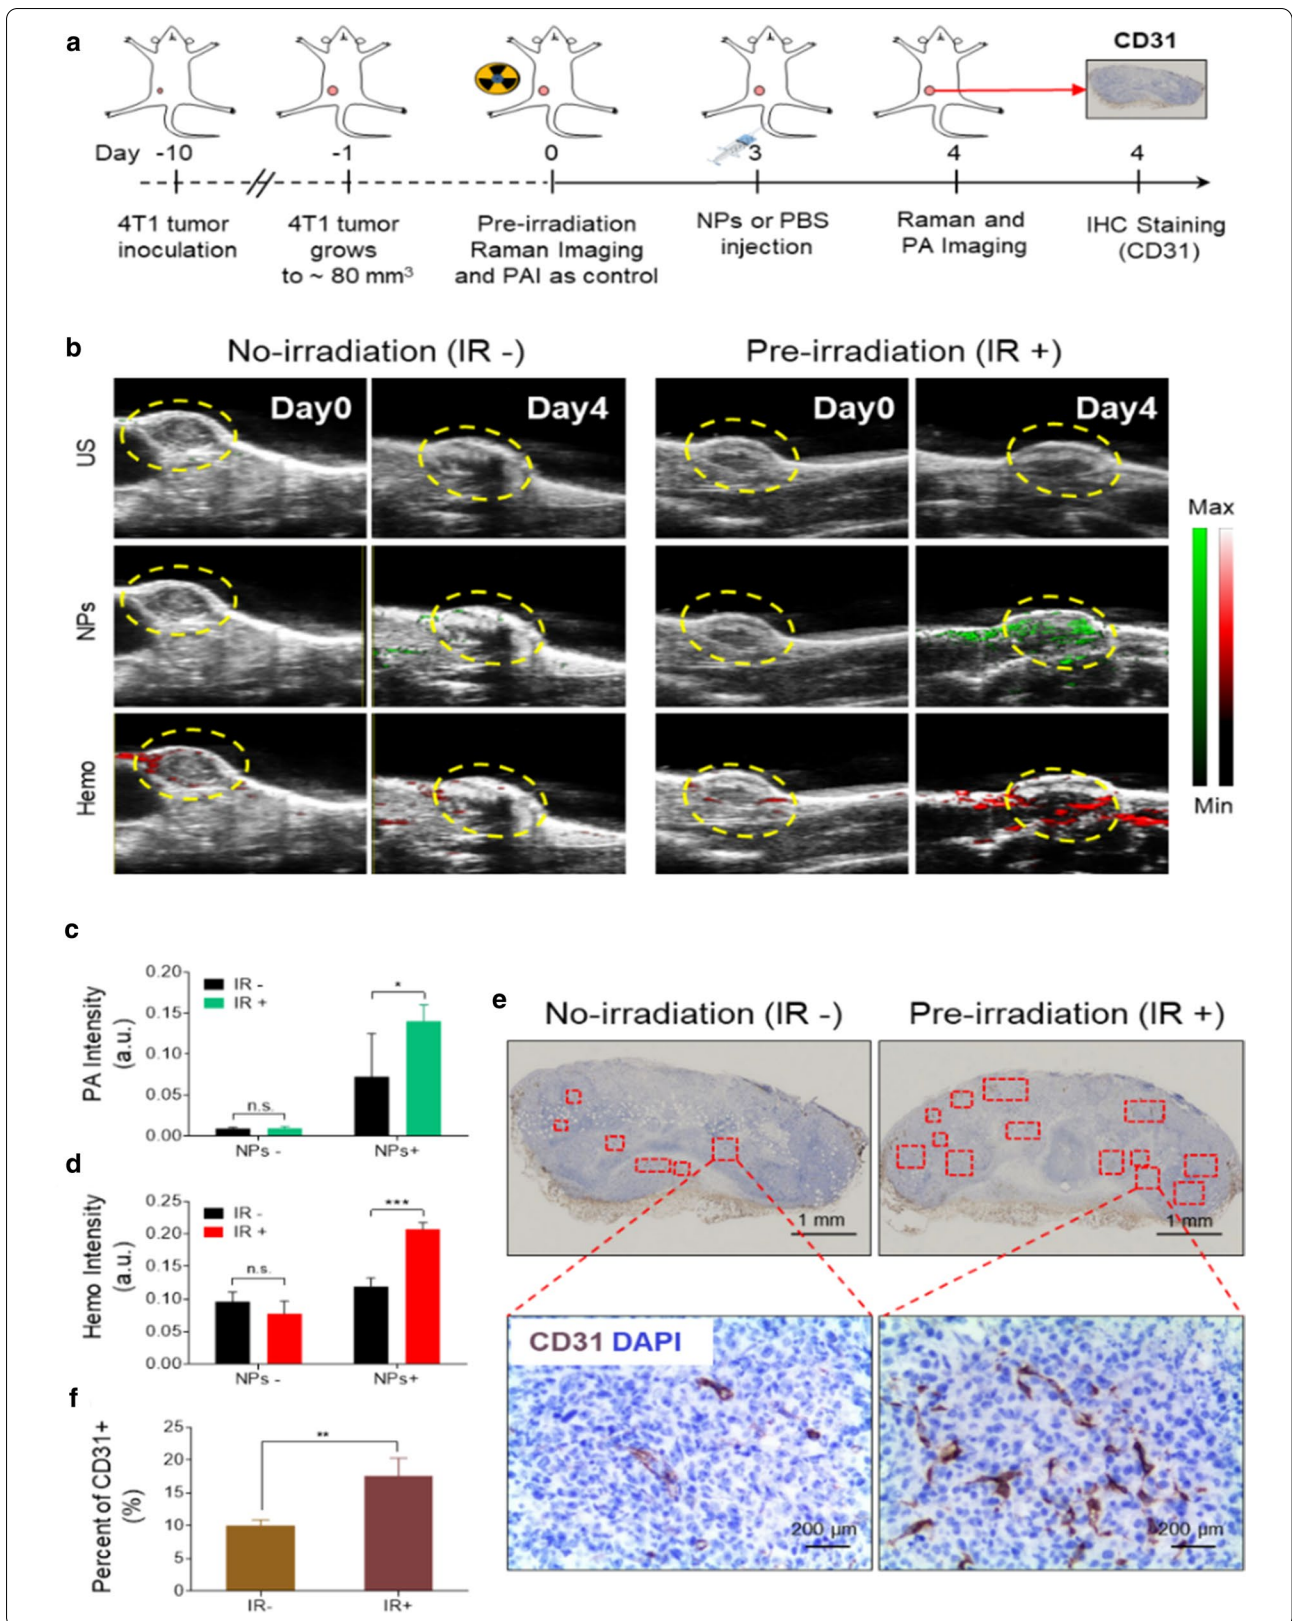 a
CD31
Day -10 -1 0 3 4 4
4T1 tumor
inoculation
4T1 tumor
grows
to ~ 80 mm³
Pre-irradiation
Raman Imaging
and PAI as control
NPs or PBS
injection
Raman and
PA Imaging
IHC Staining
(CD31)
b
No-irradiation (IR -) Pre-irradiation (IR +)
Day0 Day4 Day0 Day4
US
NPs
Hemo
Max
Min
c
PA Intensity
(a.u.)
0.20
0.15
0.10
0.05
0.00
IR -
IR +
n.s.
*
NPs - NPs+
d
Hemo Intensity
(a.u.)
0.25
0.20
0.15
0.10
0.05
0.00
IR -
IR +
n.s.
***
NPs - NPs+
f
Percent of CD31+
(%)
25
20
15
10
5
0
**
IR- IR+
e
No-irradiation (IR -) Pre-irradiation (IR +)
1 mm 1 mm
CD31 DAPI
200 µm 200 µm